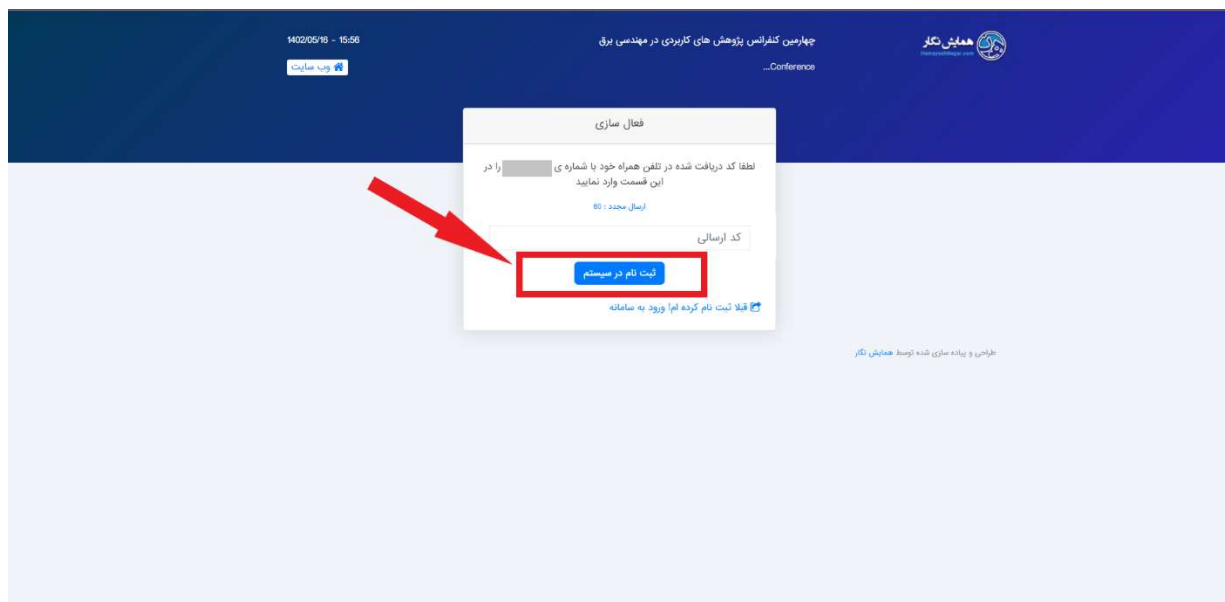 همایش نگار
چهارمین کنفرانس پژوهش های کاربردی در مهندسی برق
1402/05/16 - 15:56
Conference...
وب سایت
فعال سازی
لطفا کد دریافت شده در تلفن همراه خود با شماره ی را در
این قسمت وارد نمایید
ارسال مجدد : 60
کد ارسالی
ثبت نام در سیستم
قبلا ثبت نام کرده ام! ورود به سامانه
طراحی و پیاده سازی شده توسط همایش نگار